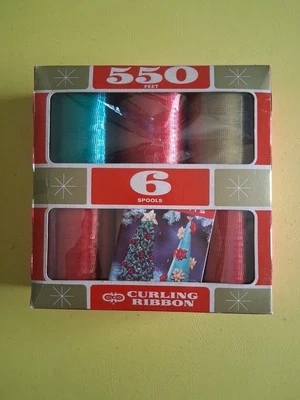 550
FEET
6
SPOOLS
CURLING
RIBBON